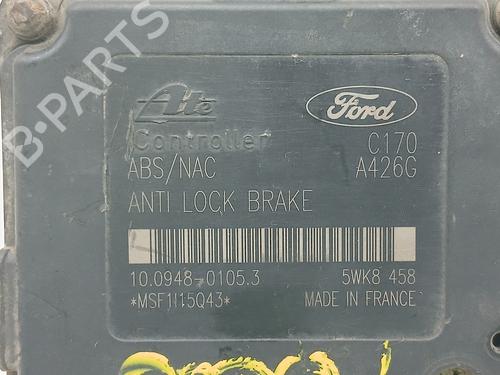 Ate
Ford
Controller
C170
ABS/NAC
A426G
ANTI LOCK BRAKE
10.0948-0105.3
5WK8 458
*MSF1I15Q43*
MADE IN FRANCE
B-PARTS